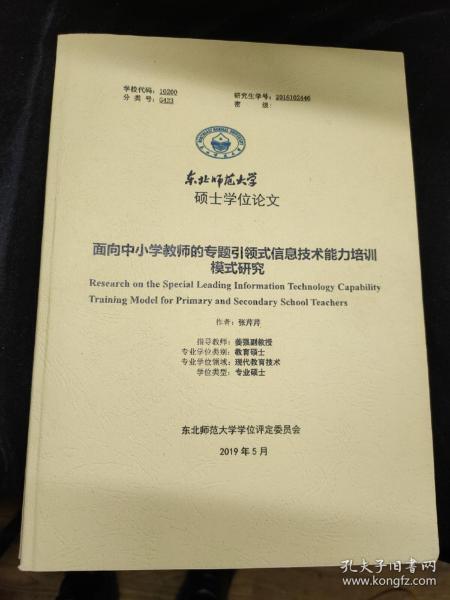 学校代码：10200 研究生学号：2016102446
分类号：G433 密 级：
NORTHEAST NORMAL UNIVERSITY
东北师范大学
硕士学位论文
面向中小学教师的专题引领式信息技术能力培训
模式研究
Research on the Special Leading Information Technology Capability
Training Model for Primary and Secondary School Teachers
作者：张芹芹
指导教师：姜强副教授
专业学位类别：教育硕士
专业学位领域：现代教育技术
学位类型：专业硕士
东北师范大学学位评定委员会
2019年5月
孔夫子旧书网
www.kongfz.com